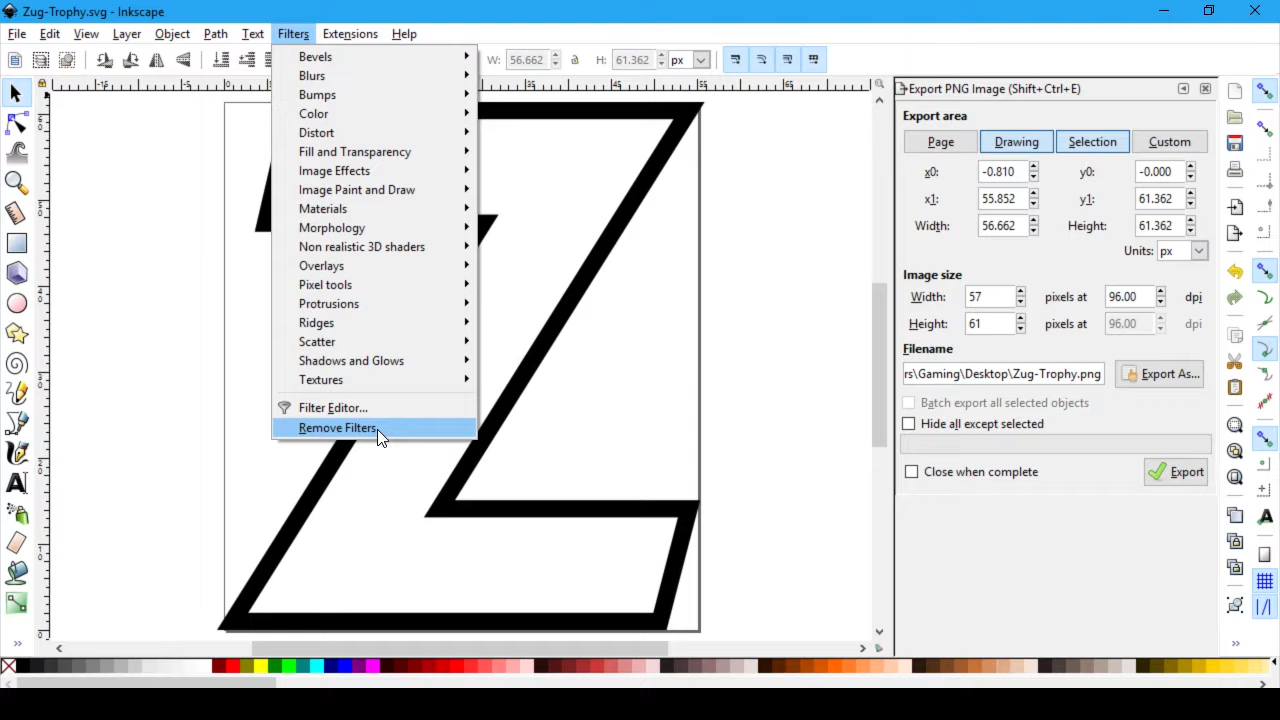 Zug-Trophy.svg - Inkscape
File Edit View Layer Object Path Text Filters Extensions Help
W: 56.662 H: 61.362 px
Export PNG Image (Shift+Ctrl+E)
Export area
Page Drawing Selection Custom
x0: -0.810 y0: -0.000
x1: 55.852 y1: 61.362
Width: 56.662 Height: 61.362
Units: px
Image size
Width: 57 pixels at 96.00 dpi
Height: 61 pixels at 96.00 dpi
Filename
rs\Gaming\Desktop\Zug-Trophy.png Export As...
Batch export all selected objects
Hide all except selected
Close when complete Export
Bevels
Blurs
Bumps
Color
Distort
Fill and Transparency
Image Effects
Image Paint and Draw
Materials
Morphology
Non realistic 3D shaders
Overlays
Pixel tools
Protrusions
Ridges
Scatter
Shadows and Glows
Textures
Filter Editor...
Remove Filters